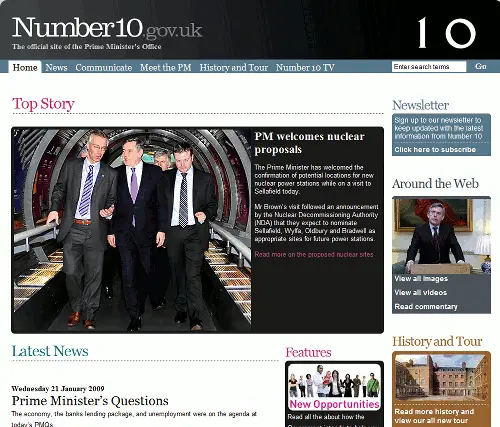 Number10.gov.uk
The official site of the Prime Minister's Office
10
Home News Communicate Meet the PM History and Tour Number 10 TV
Enter search terms Go
Top Story
PM welcomes nuclear
proposals
The Prime Minister has welcomed the
confirmation of potential locations for new
nuclear power stations while on a visit to
Sellafield today.
Mr Brown's visit followed an announcement
by the Nuclear Decommissioning Authority
(NDA) that they expect to nominate
Sellafield, Wylfa, Oldbury and Bradwell as
appropriate sites for future power stations.
Read more on the proposed nuclear sites
Newsletter
Sign up to our newsletter to
keep updated with the latest
information from Number 10
Click here to subscribe
Around the Web
View all images
View all videos
Read commentary
Latest News
Wednesday 21 January 2009
Prime Minister's Questions
The economy, the banks lending package, and unemployment were on the agenda at
today's PMQs.
Features
New Opportunities
Read all the about how the
History and Tour
Read more history and
view our all new tour